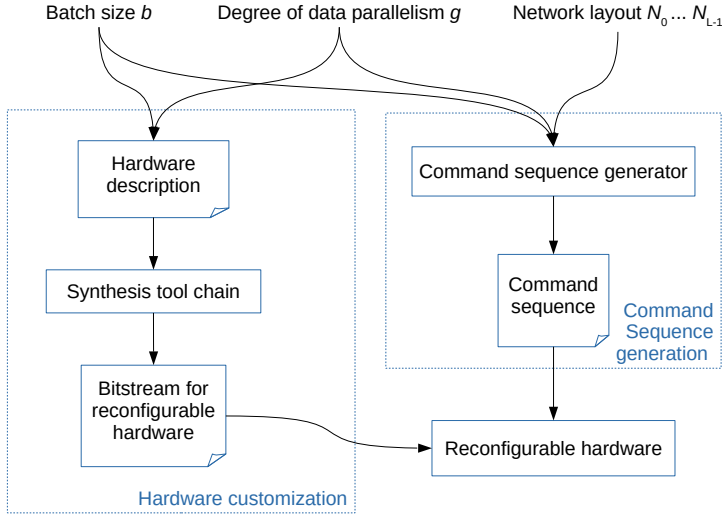 Batch size b
Degree of data parallelism g
Network layout N0 ... NL-1
Hardware
description
Synthesis tool chain
Bitstream for
reconfigurable
hardware
Hardware customization
Command sequence generator
Command
sequence
Command
Sequence
generation
Reconfigurable hardware